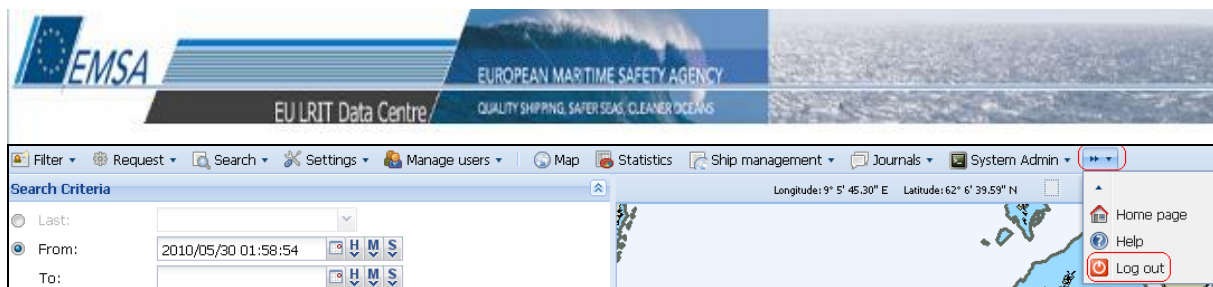 EMSA
EUROPEAN MARITIME SAFETY AGENCY
EU LRIT Data Centre
QUALITY SHIPPING, SAFER SEAS, CLEANER OCEANS
Filter Request Search Settings Manage users Map Statistics Ship management Journals System Admin
Search Criteria
Longitude: 9° 5' 45.30" E Latitude: 62° 6' 39.59" N
Last:
Home page
From: 2010/05/30 01:58:54 H M S
Help
To: H M S
Log out